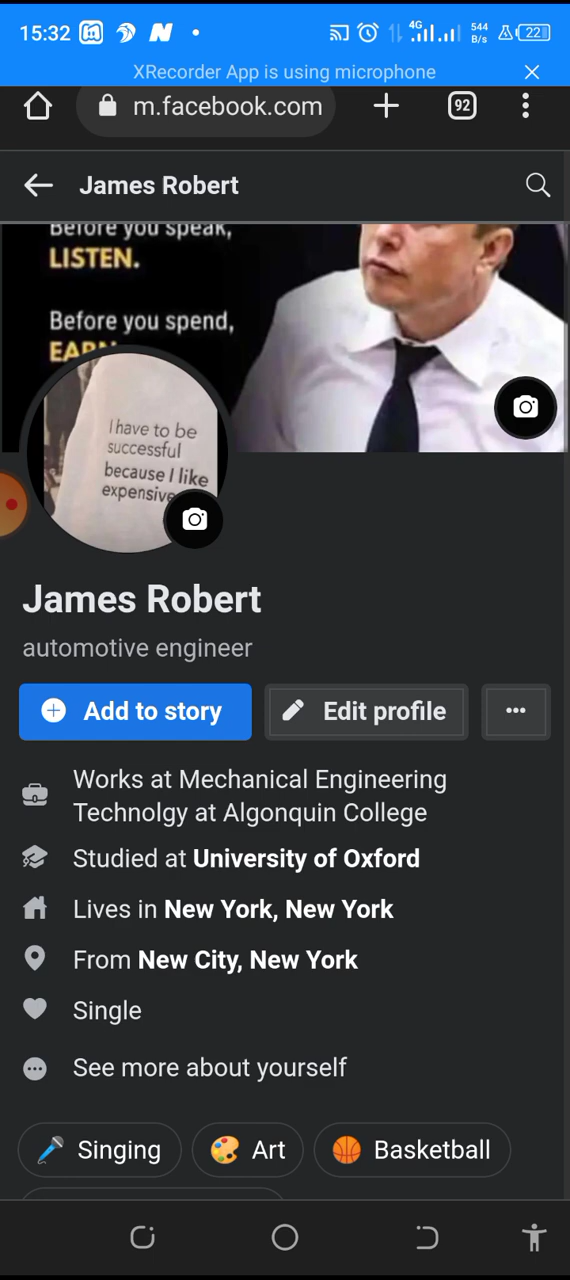 15:32
4G
544
B/s
22
XRecorder App is using microphone
m.facebook.com
92
James Robert
Before you speak,
LISTEN.
Before you spend,
EARN
I have to be
successful
because I like
expensive
James Robert
automotive engineer
Add to story
Edit profile
Works at Mechanical Engineering
Technolgy at Algonquin College
Studied at University of Oxford
Lives in New York, New York
From New City, New York
Single
See more about yourself
Singing
Art
Basketball